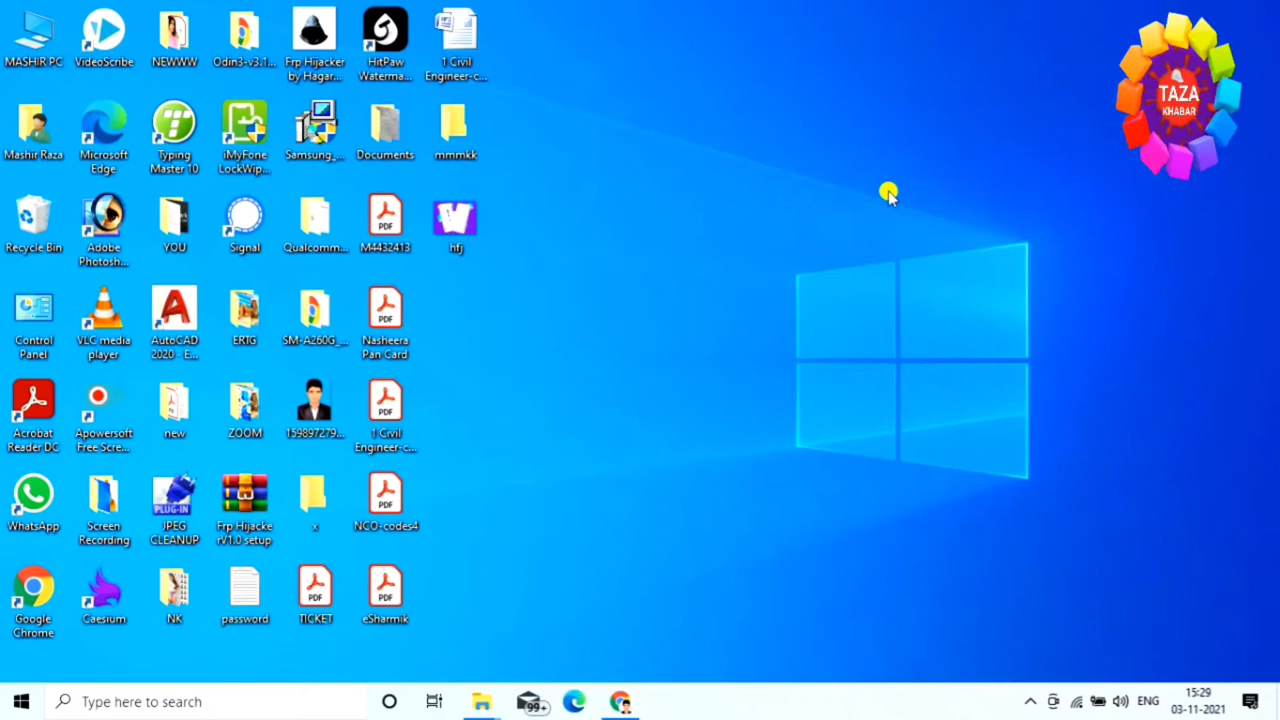 MASHIR PC
VideoScribe
NEWWW
Odin3-v3.1...
Frp Hijacker
by Hagar...
HitPaw
Waterma...
1 Civil
Engineer-c...
TAZA
KHABAR
Mashir Raza
Microsoft
Edge
Typing
Master 10
iMyFone
LockWip...
Samsung_...
Documents
mmmkk
Recycle Bin
Adobe
Photosh...
YOU
Signal
Qualcomm...
PDF
M4432413
hfj
Control
Panel
VLC media
player
AutoCAD
2020 - E...
ERTG
SM-A260G_...
PDF
Nasheera
Pan Card
Acrobat
Reader DC
Apowersoft
Free Scre...
new
ZOOM
159897279...
PDF
1 Civil
Engineer-c...
WhatsApp
Screen
Recording
PLUG-IN
JPEG
CLEANUP
Frp Hijacke
rV1.0 setup
x
PDF
NCO-codes4
Google
Chrome
Caesium
NK
password
PDF
TICKET
PDF
eSharmik
Type here to search
99+
ENG
15:29
03-11-2021